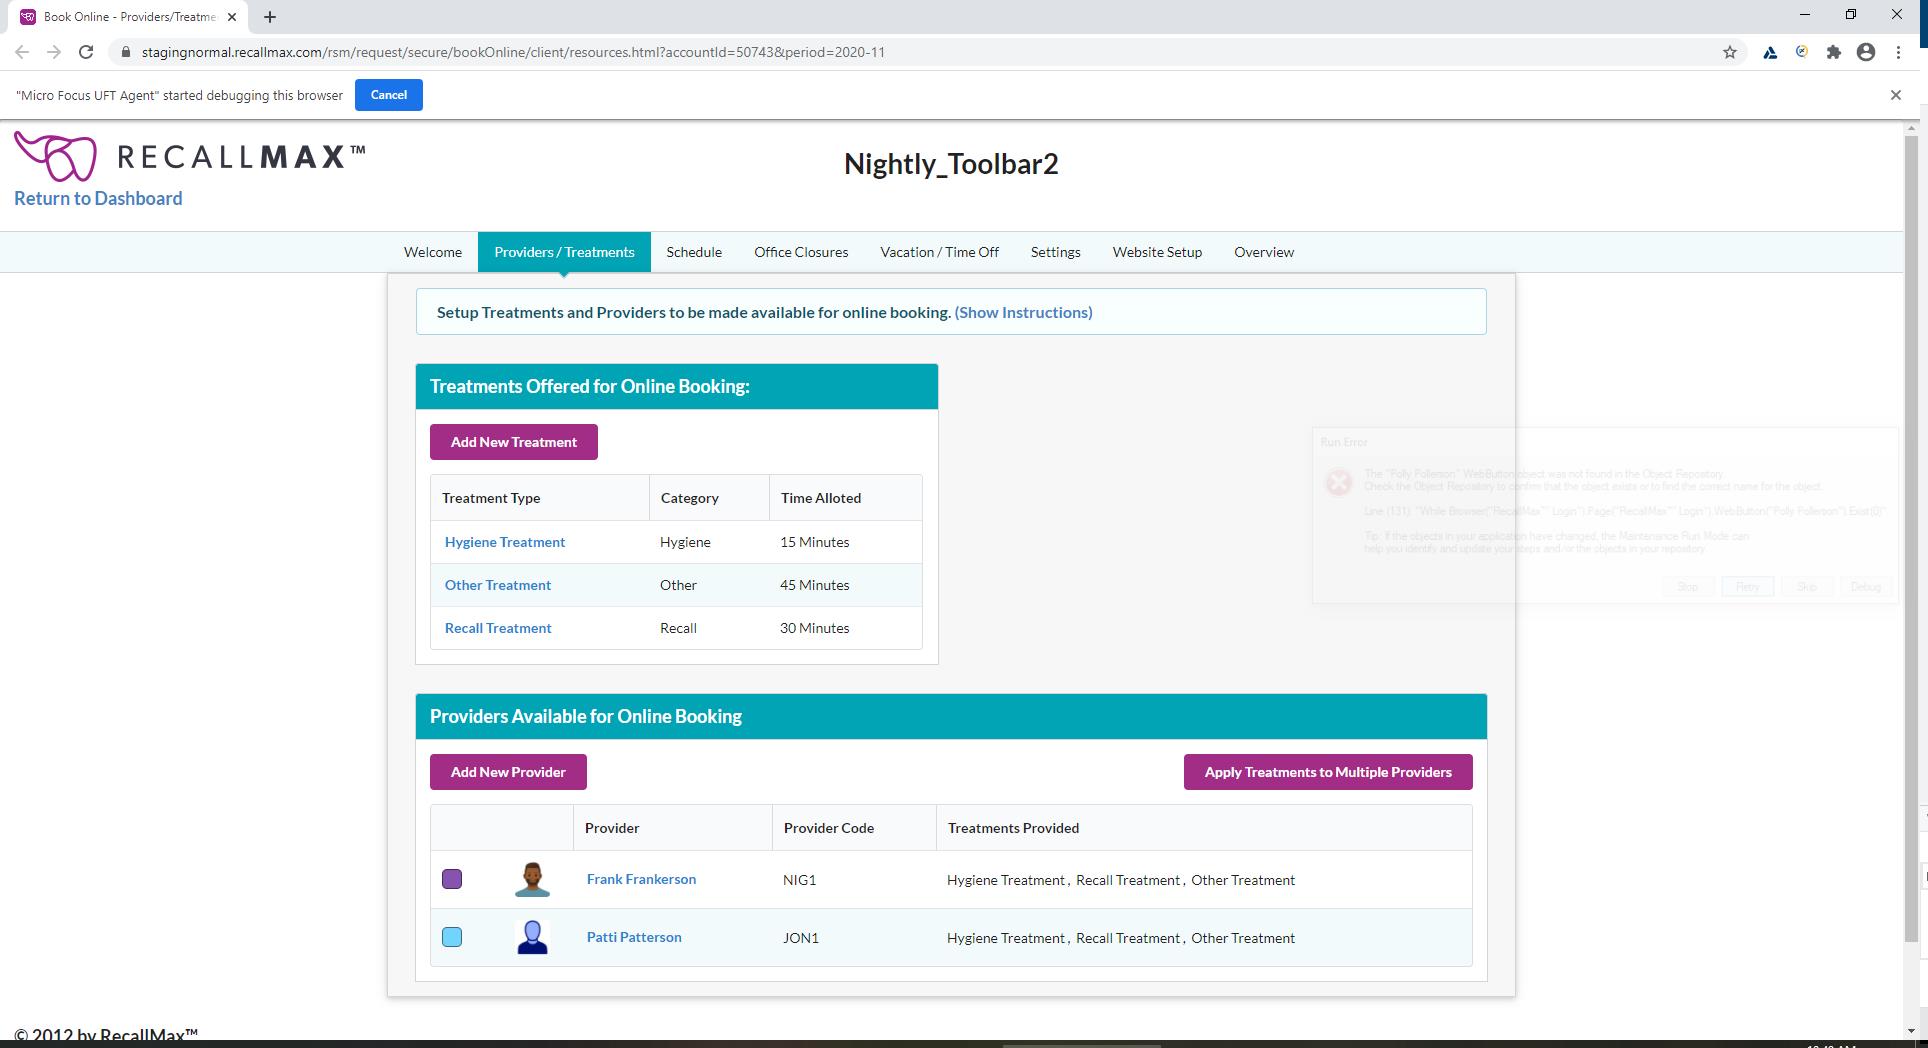 Book Online - Providers/Treatme
stagingnormal.recallmax.com/rsm/request/secure/bookOnline/client/resources.html?accountId=50743&period=2020-11
"Micro Focus UFT Agent" started debugging this browser
Cancel
RECALLMAX™
Nightly_Toolbar2
Return to Dashboard
Welcome
Providers / Treatments
Schedule
Office Closures
Vacation / Time Off
Settings
Website Setup
Overview
Setup Treatments and Providers to be made available for online booking. (Show Instructions)
Treatments Offered for Online Booking:
Add New Treatment
Treatment Type Category Time Alloted
Hygiene Treatment Hygiene 15 Minutes
Other Treatment Other 45 Minutes
Recall Treatment Recall 30 Minutes
Run Error
The "Polly Pollerson" WebButton object was not found in the Object Repository.
Check the Object Repository to confirm that the object exists or to find the correct name for the object.
Line (131): "While Browser("RecallMax™ Login").Page("RecallMax™ Login").WebButton("Polly Pollerson").Exist(0)"
Tip: If the objects in your application have changed, the Maintenance Run Mode can
help you identify and update your steps and/or the objects in your repository.
Stop Retry Skip Debug
Providers Available for Online Booking
Add New Provider
Apply Treatments to Multiple Providers
Provider Provider Code Treatments Provided
Frank Frankerson NIG1 Hygiene Treatment , Recall Treatment , Other Treatment
Patti Patterson JON1 Hygiene Treatment , Recall Treatment , Other Treatment
© 2012 by RecallMax™